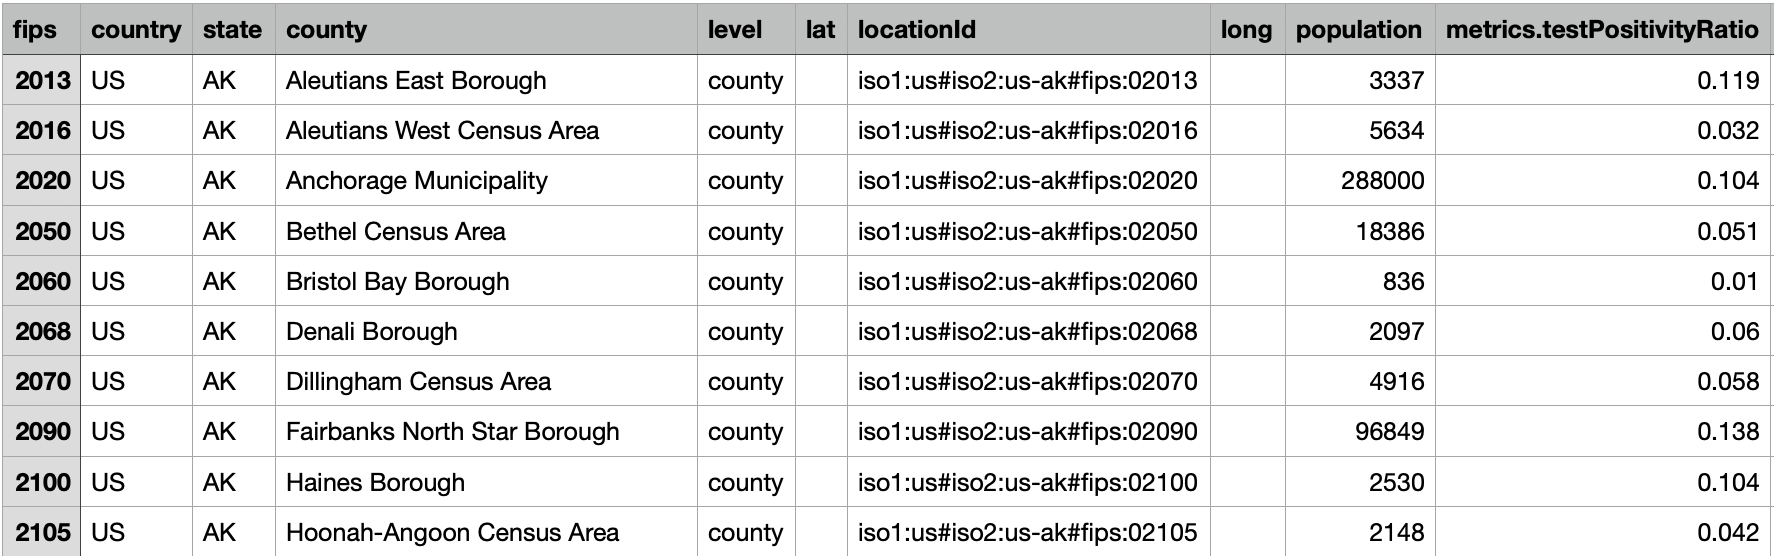 fips country state county level lat locationId long population metrics.testPositivityRatio
2013 US AK Aleutians East Borough county iso1:us#iso2:us-ak#fips:02013 3337 0.119
2016 US AK Aleutians West Census Area county iso1:us#iso2:us-ak#fips:02016 5634 0.032
2020 US AK Anchorage Municipality county iso1:us#iso2:us-ak#fips:02020 288000 0.104
2050 US AK Bethel Census Area county iso1:us#iso2:us-ak#fips:02050 18386 0.051
2060 US AK Bristol Bay Borough county iso1:us#iso2:us-ak#fips:02060 836 0.01
2068 US AK Denali Borough county iso1:us#iso2:us-ak#fips:02068 2097 0.06
2070 US AK Dillingham Census Area county iso1:us#iso2:us-ak#fips:02070 4916 0.058
2090 US AK Fairbanks North Star Borough county iso1:us#iso2:us-ak#fips:02090 96849 0.138
2100 US AK Haines Borough county iso1:us#iso2:us-ak#fips:02100 2530 0.104
2105 US AK Hoonah-Angoon Census Area county iso1:us#iso2:us-ak#fips:02105 2148 0.042